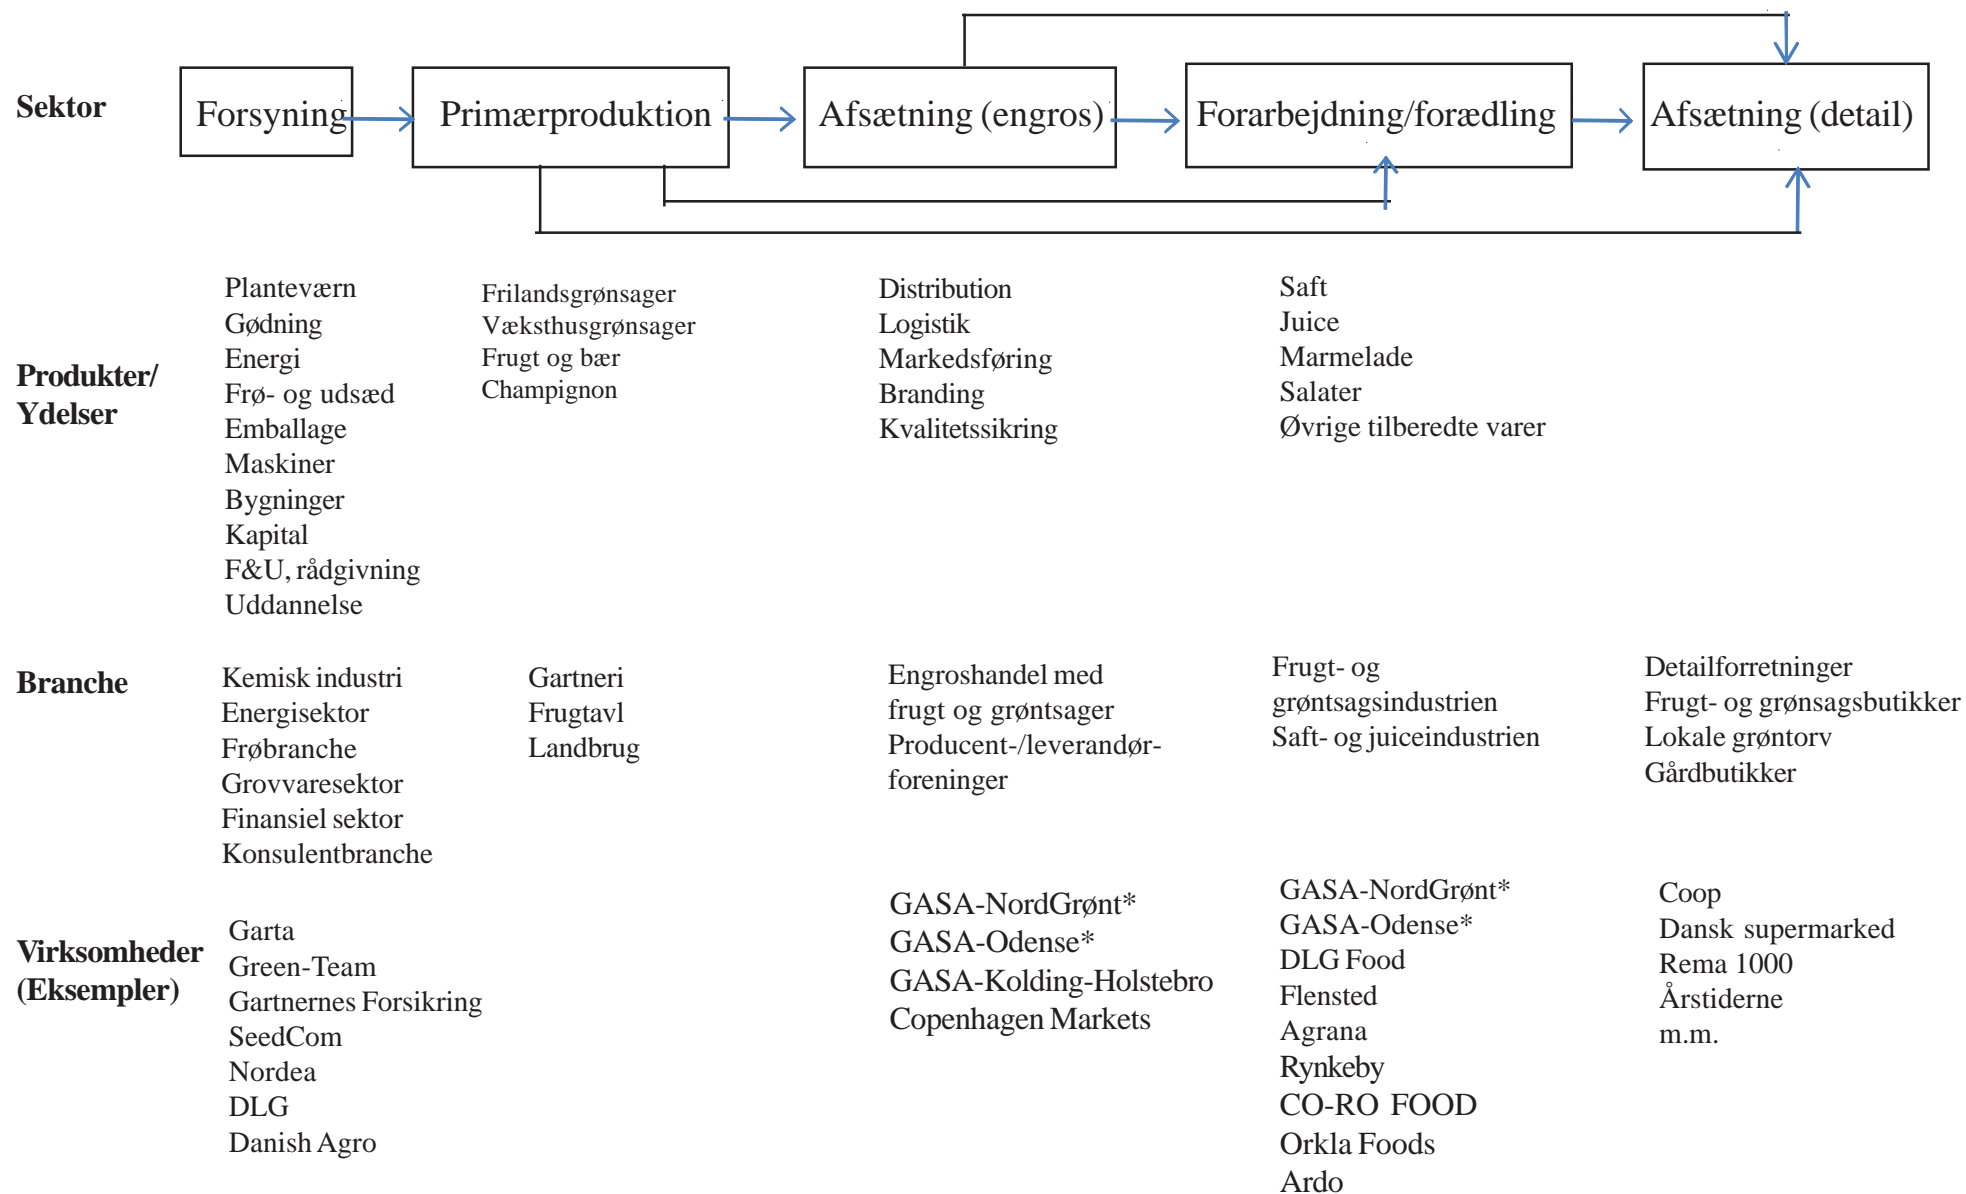 Sektor
Forsyning
Primærproduktion
Afsætning (engros)
Forarbejdning/forædling
Afsætning (detail)
Produkter/
Ydelser
Planteværn
Gødning
Energi
Frø- og udsæd
Emballage
Maskiner
Bygninger
Kapital
F&U, rådgivning
Uddannelse
Frilandsgrønsager
Væksthusgrønsager
Frugt og bær
Champignon
Distribution
Logistik
Markedsføring
Branding
Kvalitetssikring
Saft
Juice
Marmelade
Salater
Øvrige tilberedte varer
Branche
Kemisk industri
Energisektor
Frøbranche
Grovvaresektor
Finansiel sektor
Konsulentbranche
Gartneri
Frugtavl
Landbrug
Engroshandel med
frugt og grøntsager
Producent-/leverandør-
foreninger
Frugt- og
grøntsagsindustrien
Saft- og juiceindustrien
Detailforretninger
Frugt- og grønsagsbutikker
Lokale grøntorv
Gårdbutikker
Virksomheder
(Eksempler)
Garta
Green-Team
Gartnernes Forsikring
SeedCom
Nordea
DLG
Danish Agro
GASA-NordGrønt*
GASA-Odense*
GASA-Kolding-Holstebro
Copenhagen Markets
GASA-NordGrønt*
GASA-Odense*
DLG Food
Flensted
Agrana
Rynkeby
CO-RO FOOD
Orkla Foods
Ardo
Coop
Dansk supermarked
Rema 1000
Årstiderne
m.m.